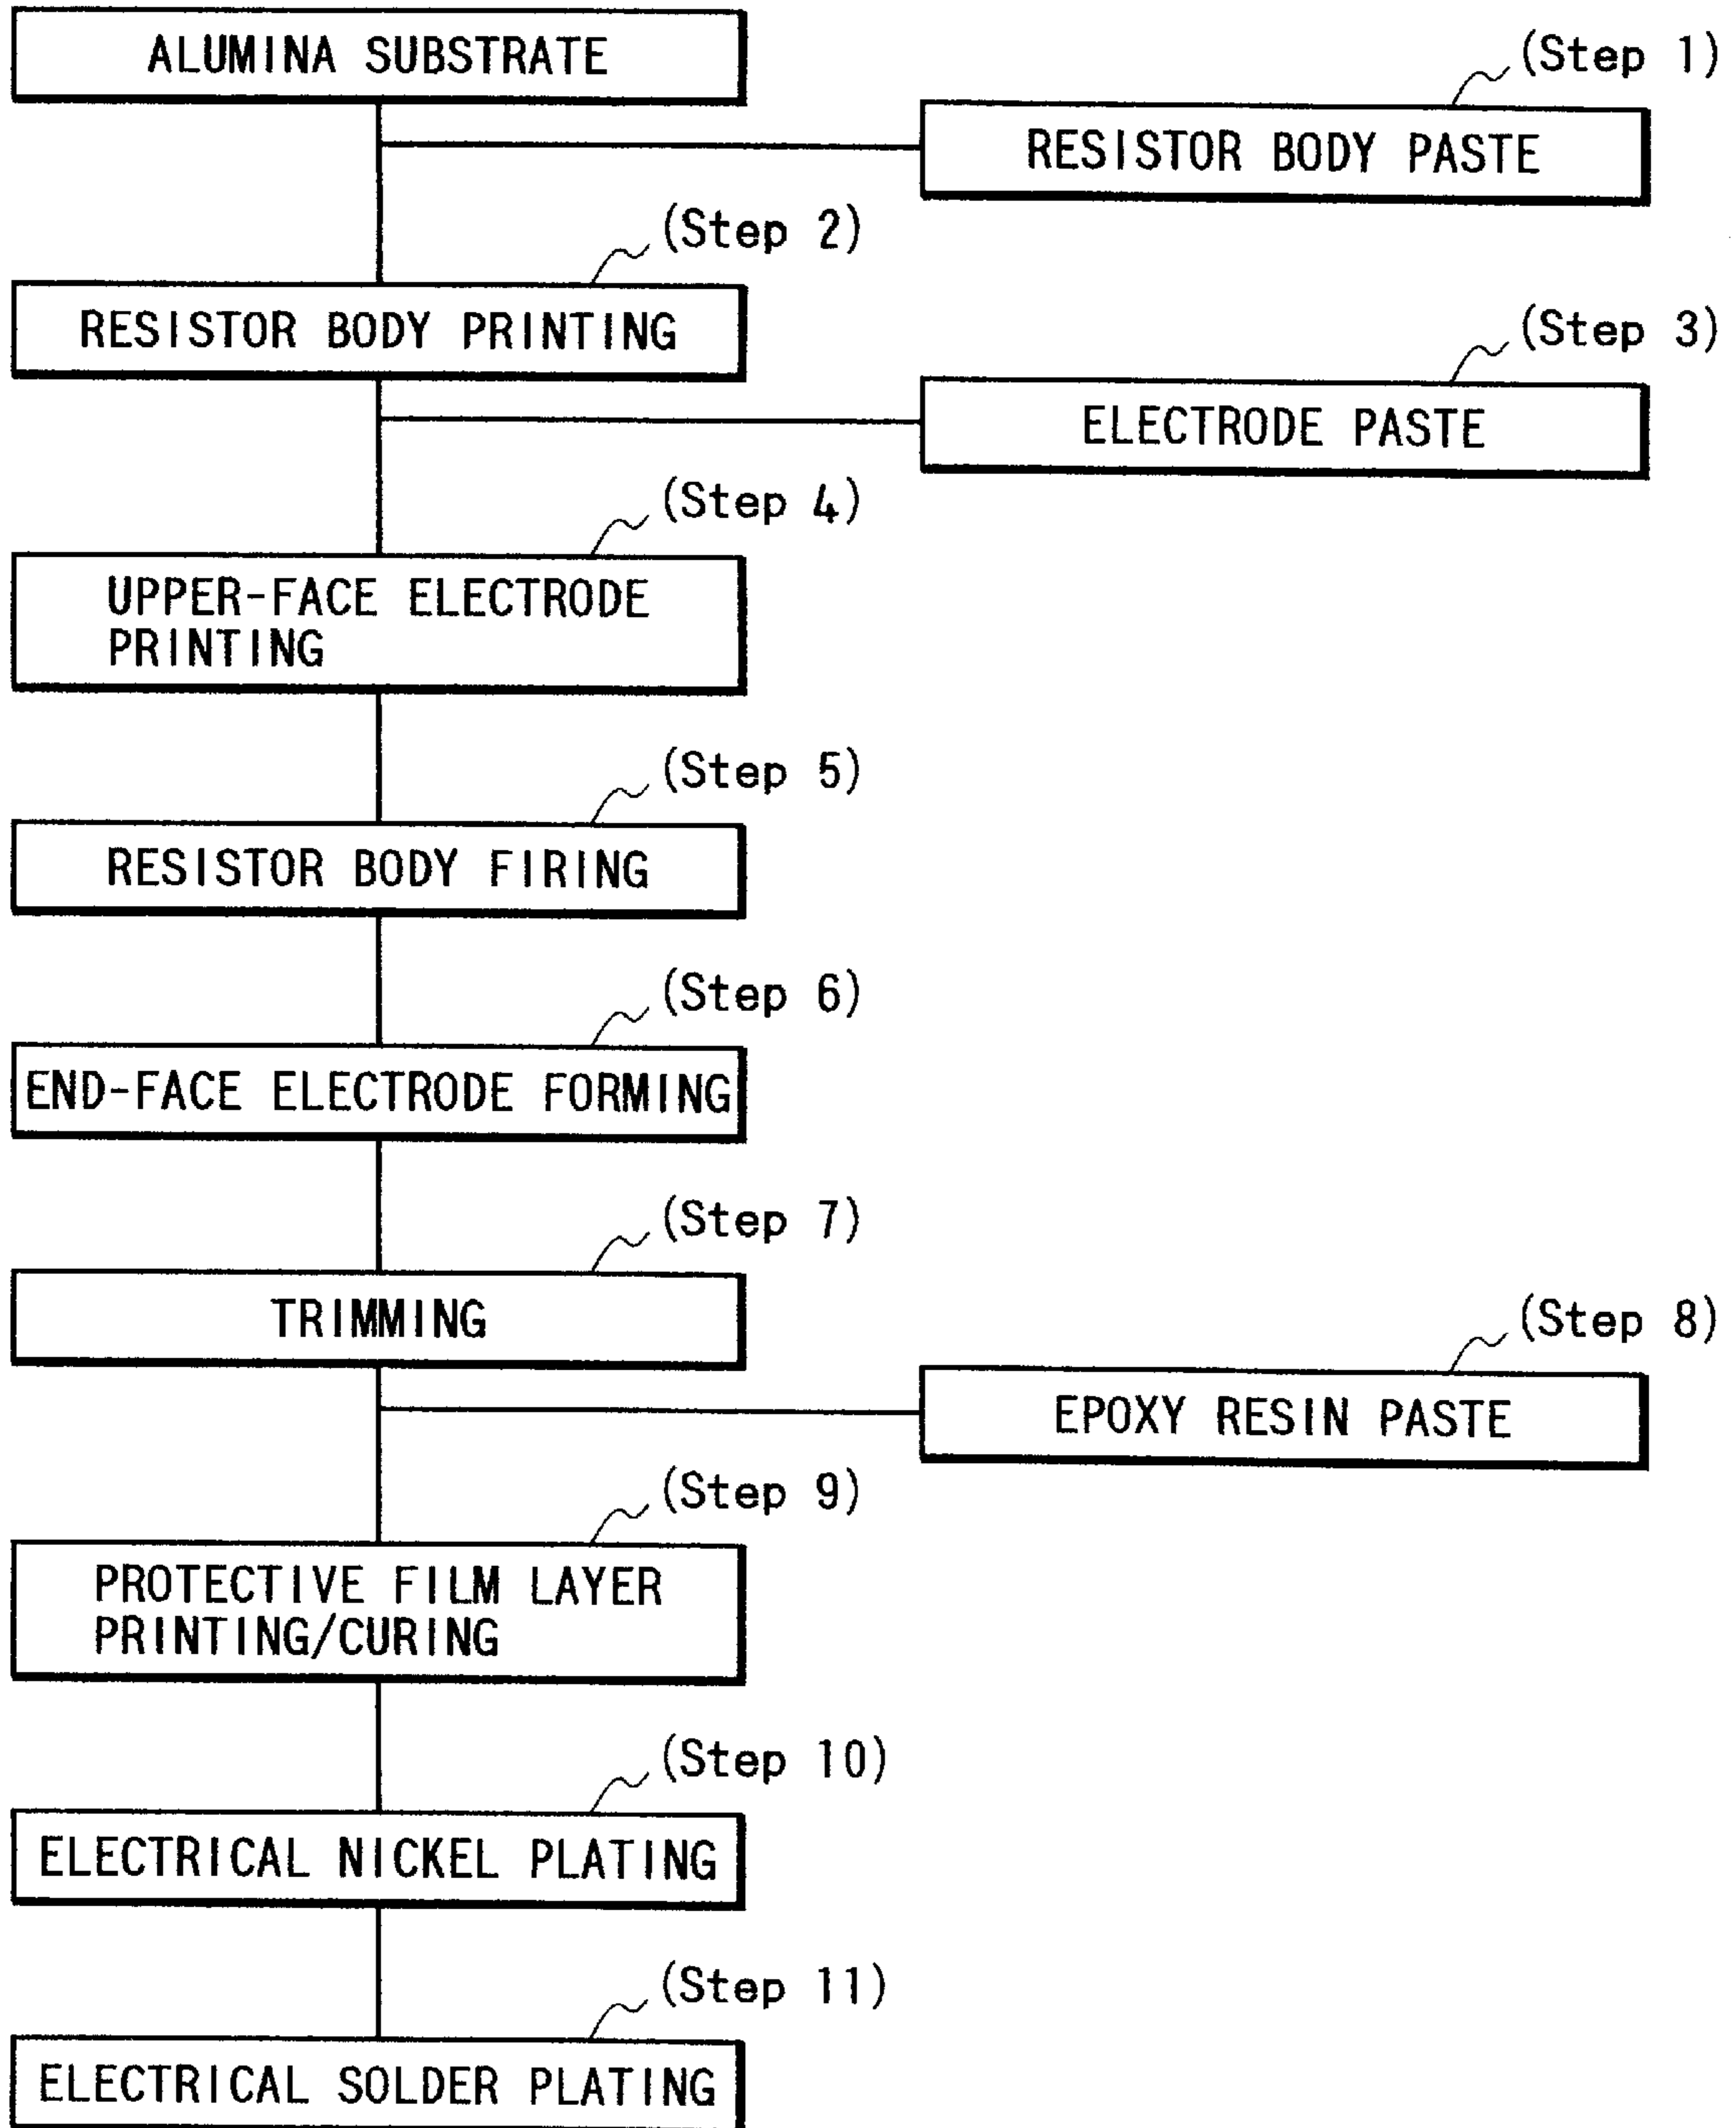 ALUMINA SUBSTRATE
(Step 1)
RESISTOR BODY PASTE
(Step 2)
RESISTOR BODY PRINTING
(Step 3)
ELECTRODE PASTE
(Step 4)
UPPER-FACE ELECTRODE
PRINTING
(Step 5)
RESISTOR BODY FIRING
(Step 6)
END-FACE ELECTRODE FORMING
(Step 7)
TRIMMING
(Step 8)
EPOXY RESIN PASTE
(Step 9)
PROTECTIVE FILM LAYER
PRINTING/CURING
(Step 10)
ELECTRICAL NICKEL PLATING
(Step 11)
ELECTRICAL SOLDER PLATING